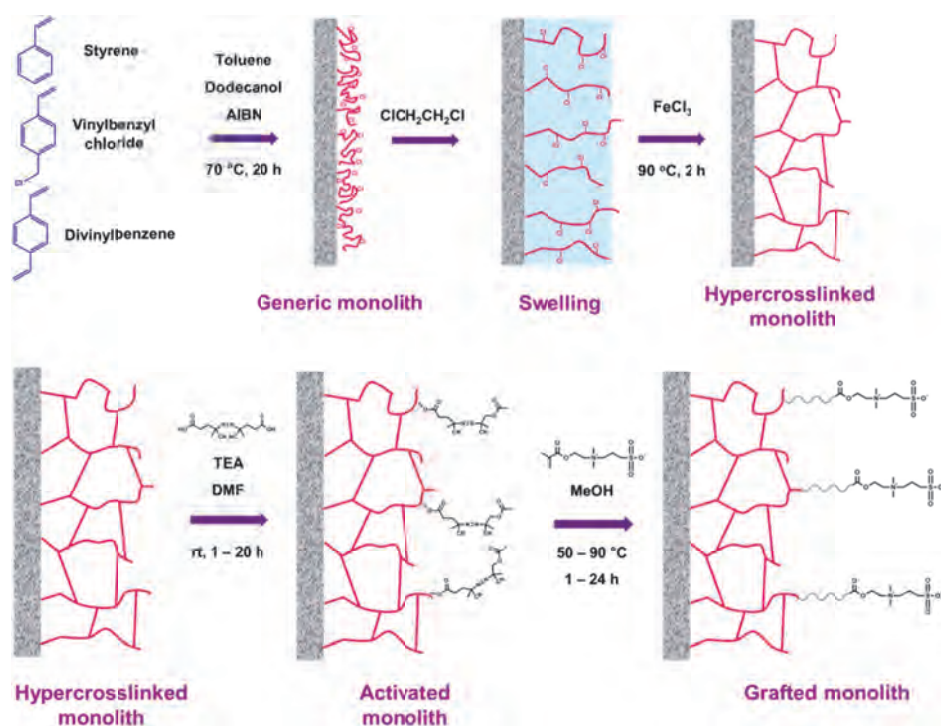 Styrene
Vinylbenzyl
chloride
Divinylbenzene
Toluene
Dodecanol
AIBN
70 °C, 20 h
ClCH₂CH₂Cl
FeCl₃
90 °C, 2 h
Generic monolith
Swelling
Hypercrosslinked
monolith
TEA
DMF
rt, 1 – 20 h
MeOH
50 – 90 °C
1 – 24 h
Hypercrosslinked
monolith
Activated
monolith
Grafted monolith